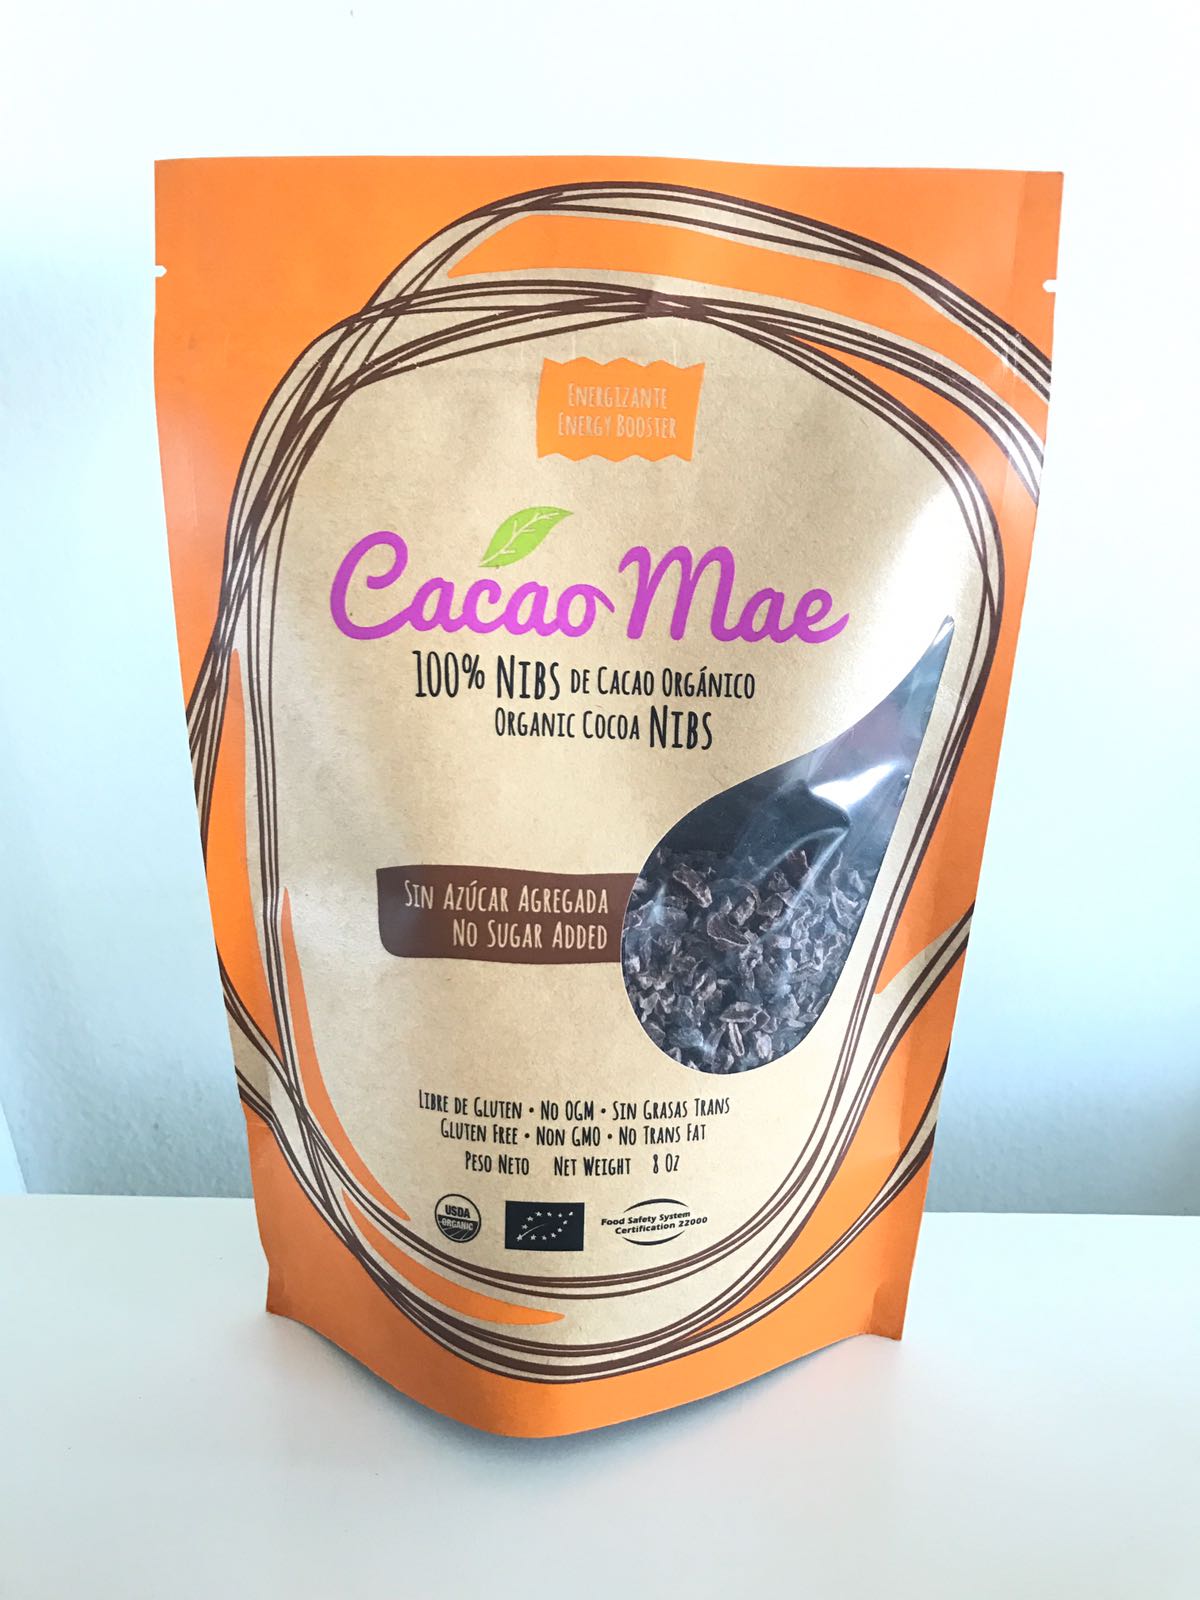 Energizante
Energy Booster
Cacao Mae
100% Nibs de Cacao Orgánico
Organic Cocoa Nibs
Sin Azúcar Agregada
No Sugar Added
Libre de Gluten • No OGM • Sin Grasas Trans
Gluten Free • Non GMO • No Trans Fat
Peso Neto Net Weight 8 Oz
USDA
ORGANIC
Food Safety System
Certification 22000